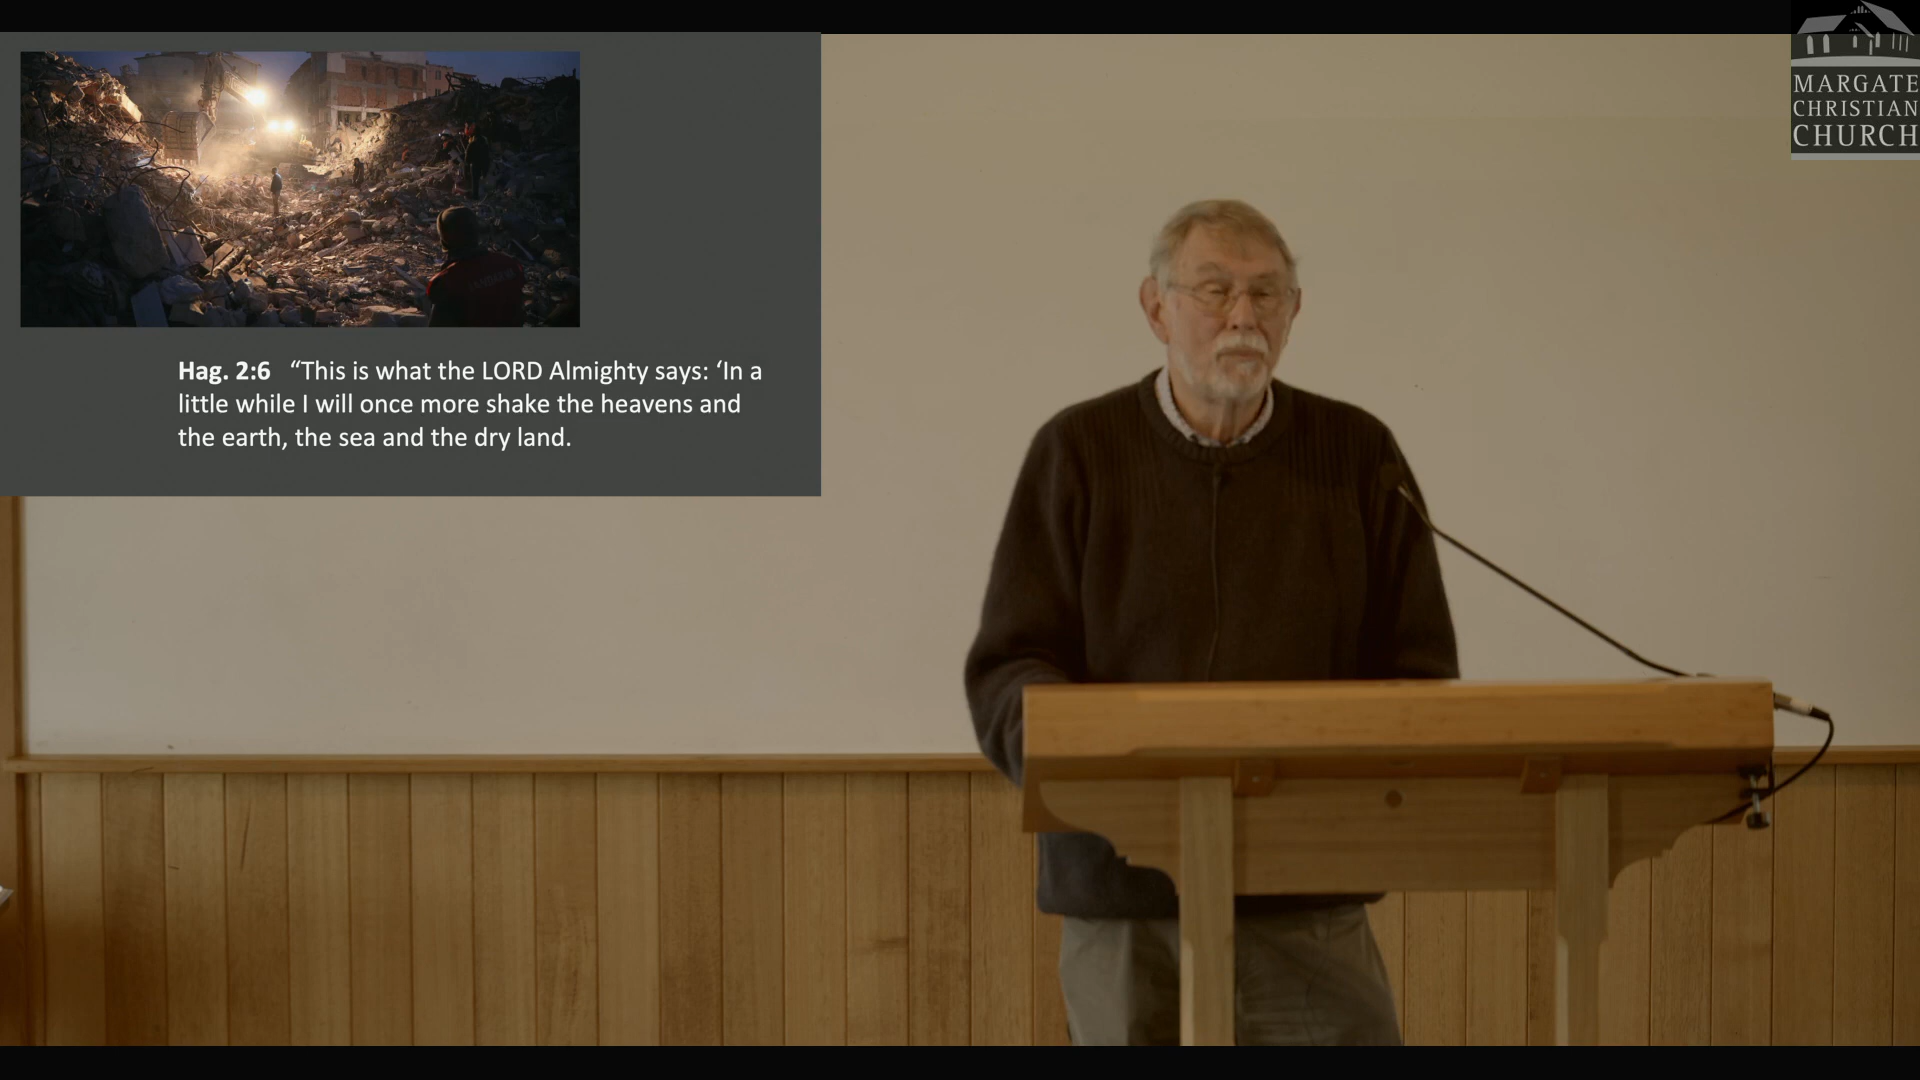 Hag. 2:6 “This is what the LORD Almighty says: ‘In a
little while I will once more shake the heavens and
the earth, the sea and the dry land.
MARGATE
CHRISTIAN
CHURCH